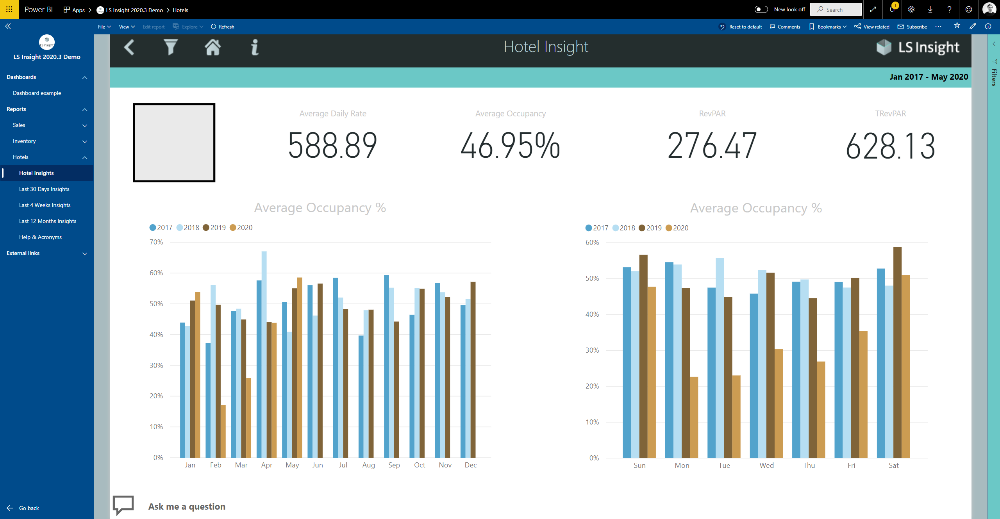 Power BI
Apps
LS Insight 2020.3 Demo
Hotels
New look off
Search
1
File
View
Edit report
Explore
Refresh
Reset to default
Comments
Bookmarks
View related
Subscribe
LS Insight
LS Insight 2020.3 Demo
Dashboards
Dashboard example
Reports
Sales
Inventory
Hotels
Hotel Insights
Last 30 Days Insights
Last 4 Weeks Insights
Last 12 Months Insights
Help & Acronyms
External links
Go back
Hotel Insight
LS Insight
Jan 2017 - May 2020
Filters
Average Daily Rate
588.89
Average Occupancy
46.95%
RevPAR
276.47
TRevPAR
628.13
Average Occupancy %
2017 2018 2019 2020
70%
60%
50%
40%
30%
20%
10%
0%
Jan Feb Mar Apr May Jun Jul Aug Sep Oct Nov Dec
Average Occupancy %
2017 2018 2019 2020
60%
50%
40%
30%
20%
10%
0%
Sun Mon Tue Wed Thu Fri Sat
Ask me a question